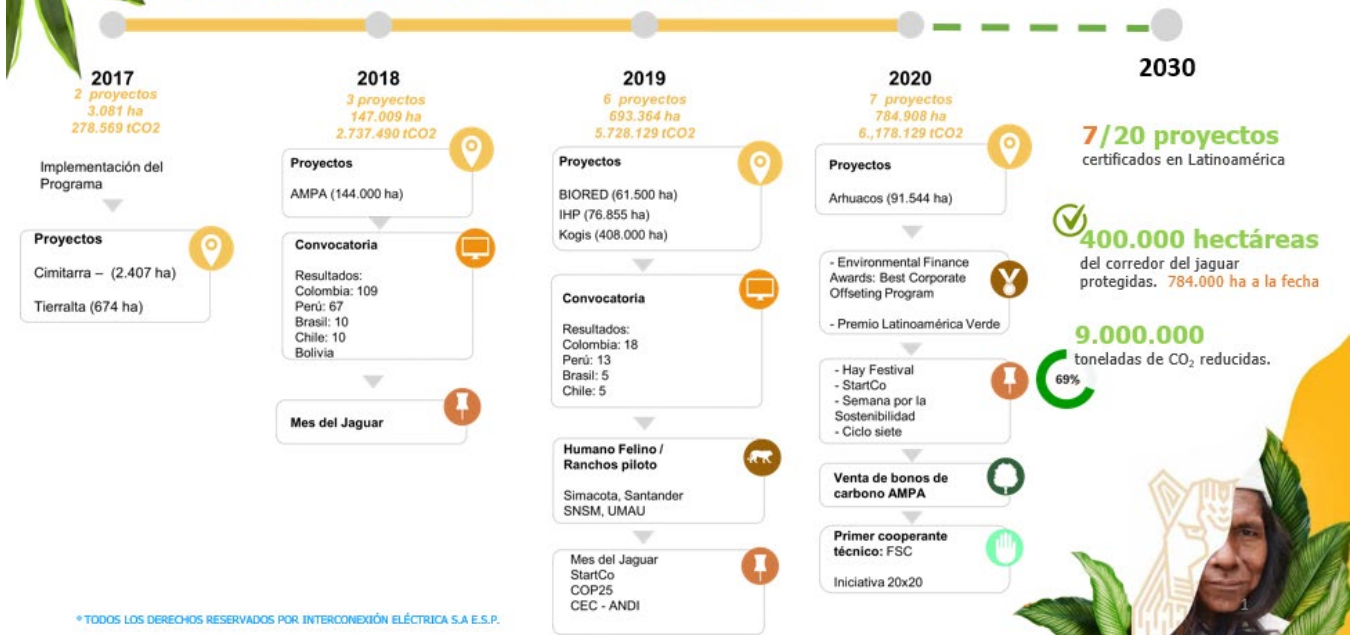 2017
2 proyectos
3.081 ha
278.569 tCO2
Implementación del
Programa
Proyectos
Cimitarra – (2.407 ha)
Tierralta (674 ha)
2018
3 proyectos
147.009 ha
2.737.490 tCO2
Proyectos
AMPA (144.000 ha)
Convocatoria
Resultados:
Colombia: 109
Perú: 67
Brasil: 10
Chile: 10
Bolivia
Mes del Jaguar
2019
6 proyectos
693.364 ha
5.728.129 tCO2
Proyectos
BIORED (61.500 ha)
IHP (76.855 ha)
Kogis (408.000 ha)
Convocatoria
Resultados:
Colombia: 18
Perú: 13
Brasil: 5
Chile: 5
Humano Felino /
Ranchos piloto
Simacota, Santander
SNSM, UMAU
Mes del Jaguar
StartCo
COP25
CEC - ANDI
2020
7 proyectos
784.908 ha
6.,178.129 tCO2
Proyectos
Arhuacos (91.544 ha)
- Environmental Finance
Awards: Best Corporate
Offseting Program
- Premio Latinoamérica Verde
- Hay Festival
- StartCo
- Semana por la
Sostenibilidad
- Ciclo siete
Venta de bonos de
carbono AMPA
Primer cooperante
técnico: FSC
Iniciativa 20x20
2030
7/20 proyectos
certificados en Latinoamérica
400.000 hectáreas
del corredor del jaguar
protegidas. 784.000 ha a la fecha
9.000.000
toneladas de CO₂ reducidas.
69%
1
* TODOS LOS DERECHOS RESERVADOS POR INTERCONEXIÓN ELÉCTRICA S.A E.S.P.